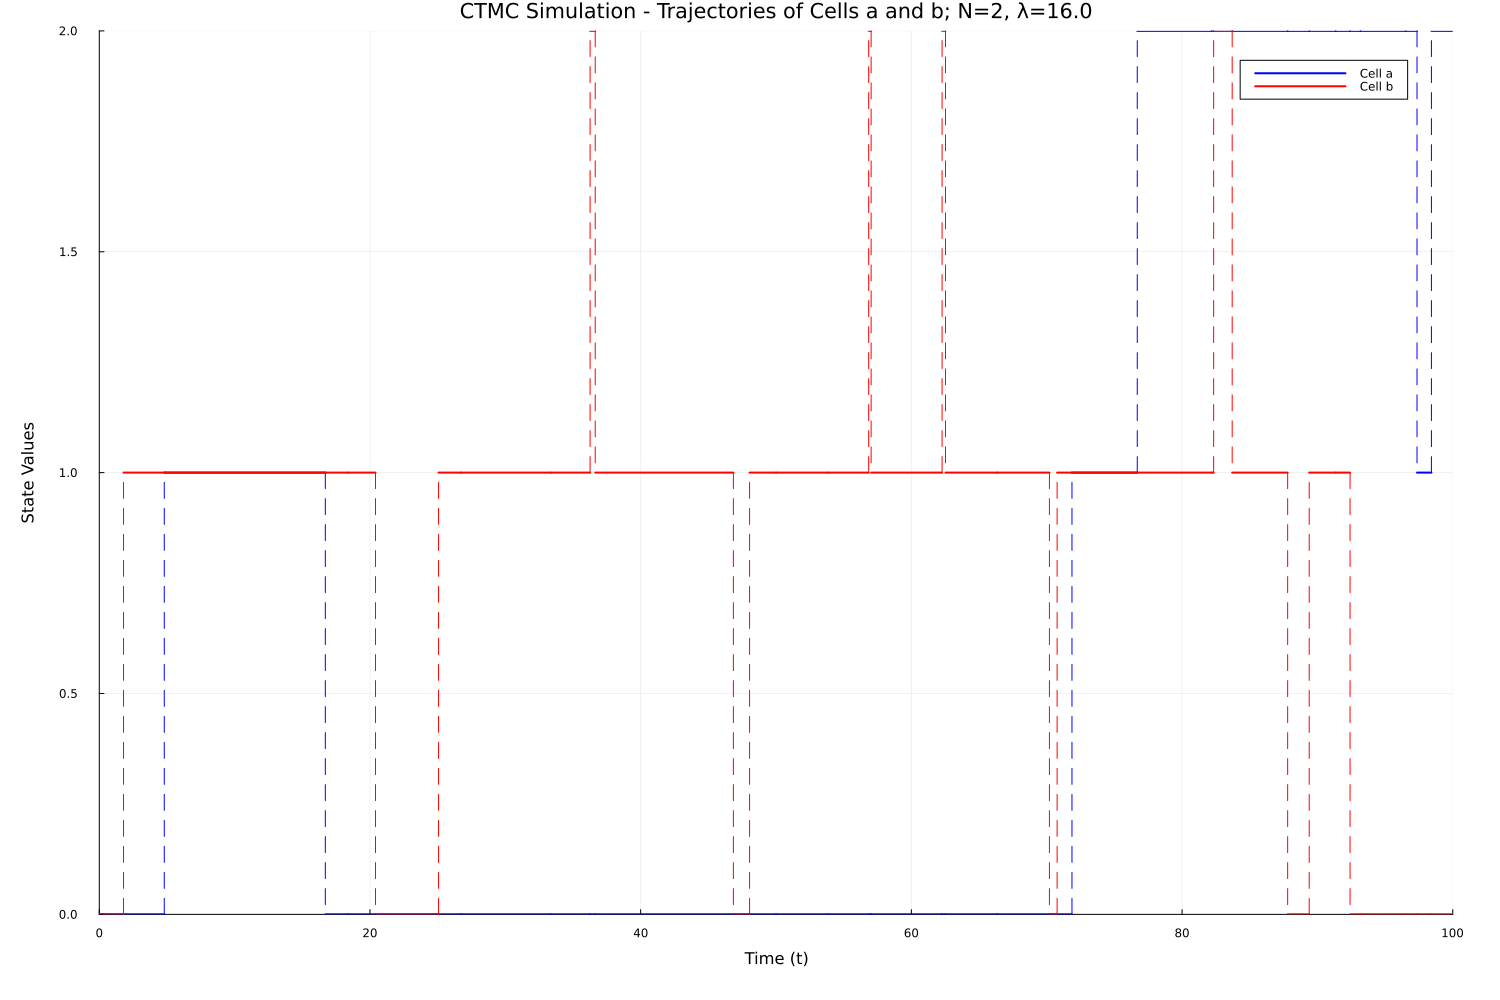 CTMC Simulation - Trajectories of Cells a and b; N=2, λ=16.0
2.0
Cell a
Cell b
1.5
1.0
State Values
0.5
0.0
0 20 40 60 80 100
Time (t)